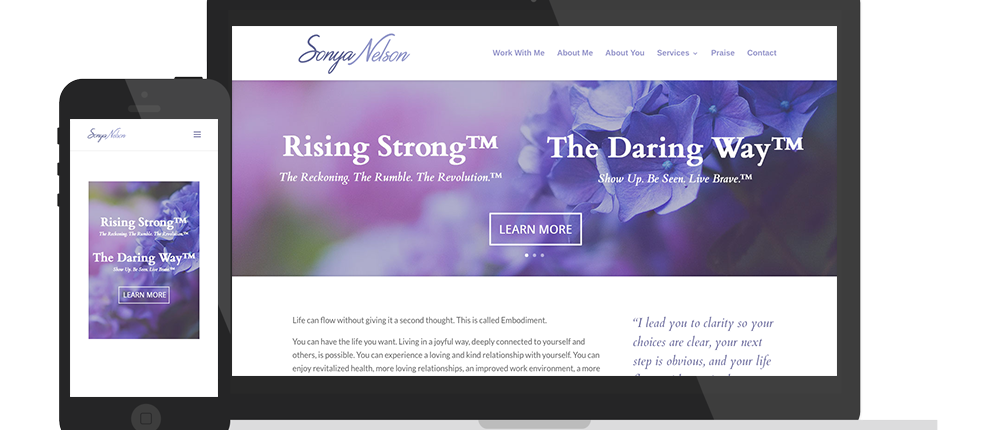 Sonya Nelson
Work With Me About Me About You Services Praise Contact
Rising Strong™ The Daring Way™
The Reckoning. The Rumble. The Revolution.™ Show Up. Be Seen. Live Brave.™
LEARN MORE
Life can flow without giving it a second thought. This is called Embodiment.
You can have the life you want. Living in a joyful way, deeply connected to yourself and
others, is possible. You can experience a loving and kind relationship with yourself. You can
enjoy revitalized health, more loving relationships, an improved work environment, a more
“I lead you to clarity so your
choices are clear, your next
step is obvious, and your life
Sonya Nelson
Rising Strong™
The Reckoning. The Rumble. The Revolution.™
The Daring Way™
Show Up. Be Seen. Live Brave.™
LEARN MORE